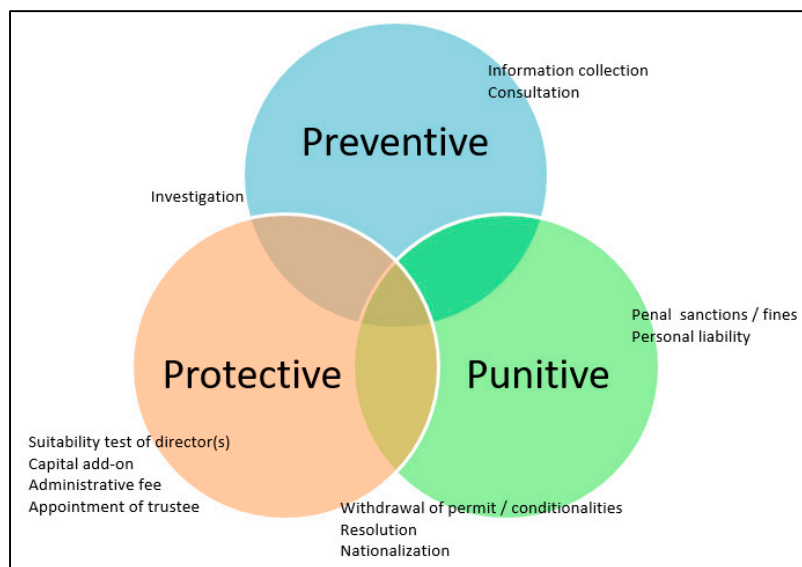 Information collection
Consultation
Preventive
Investigation
Penal sanctions / fines
Personal liability
Protective
Punitive
Suitability test of director(s)
Capital add-on
Administrative fee
Appointment of trustee
Withdrawal of permit / conditionalities
Resolution
Nationalization